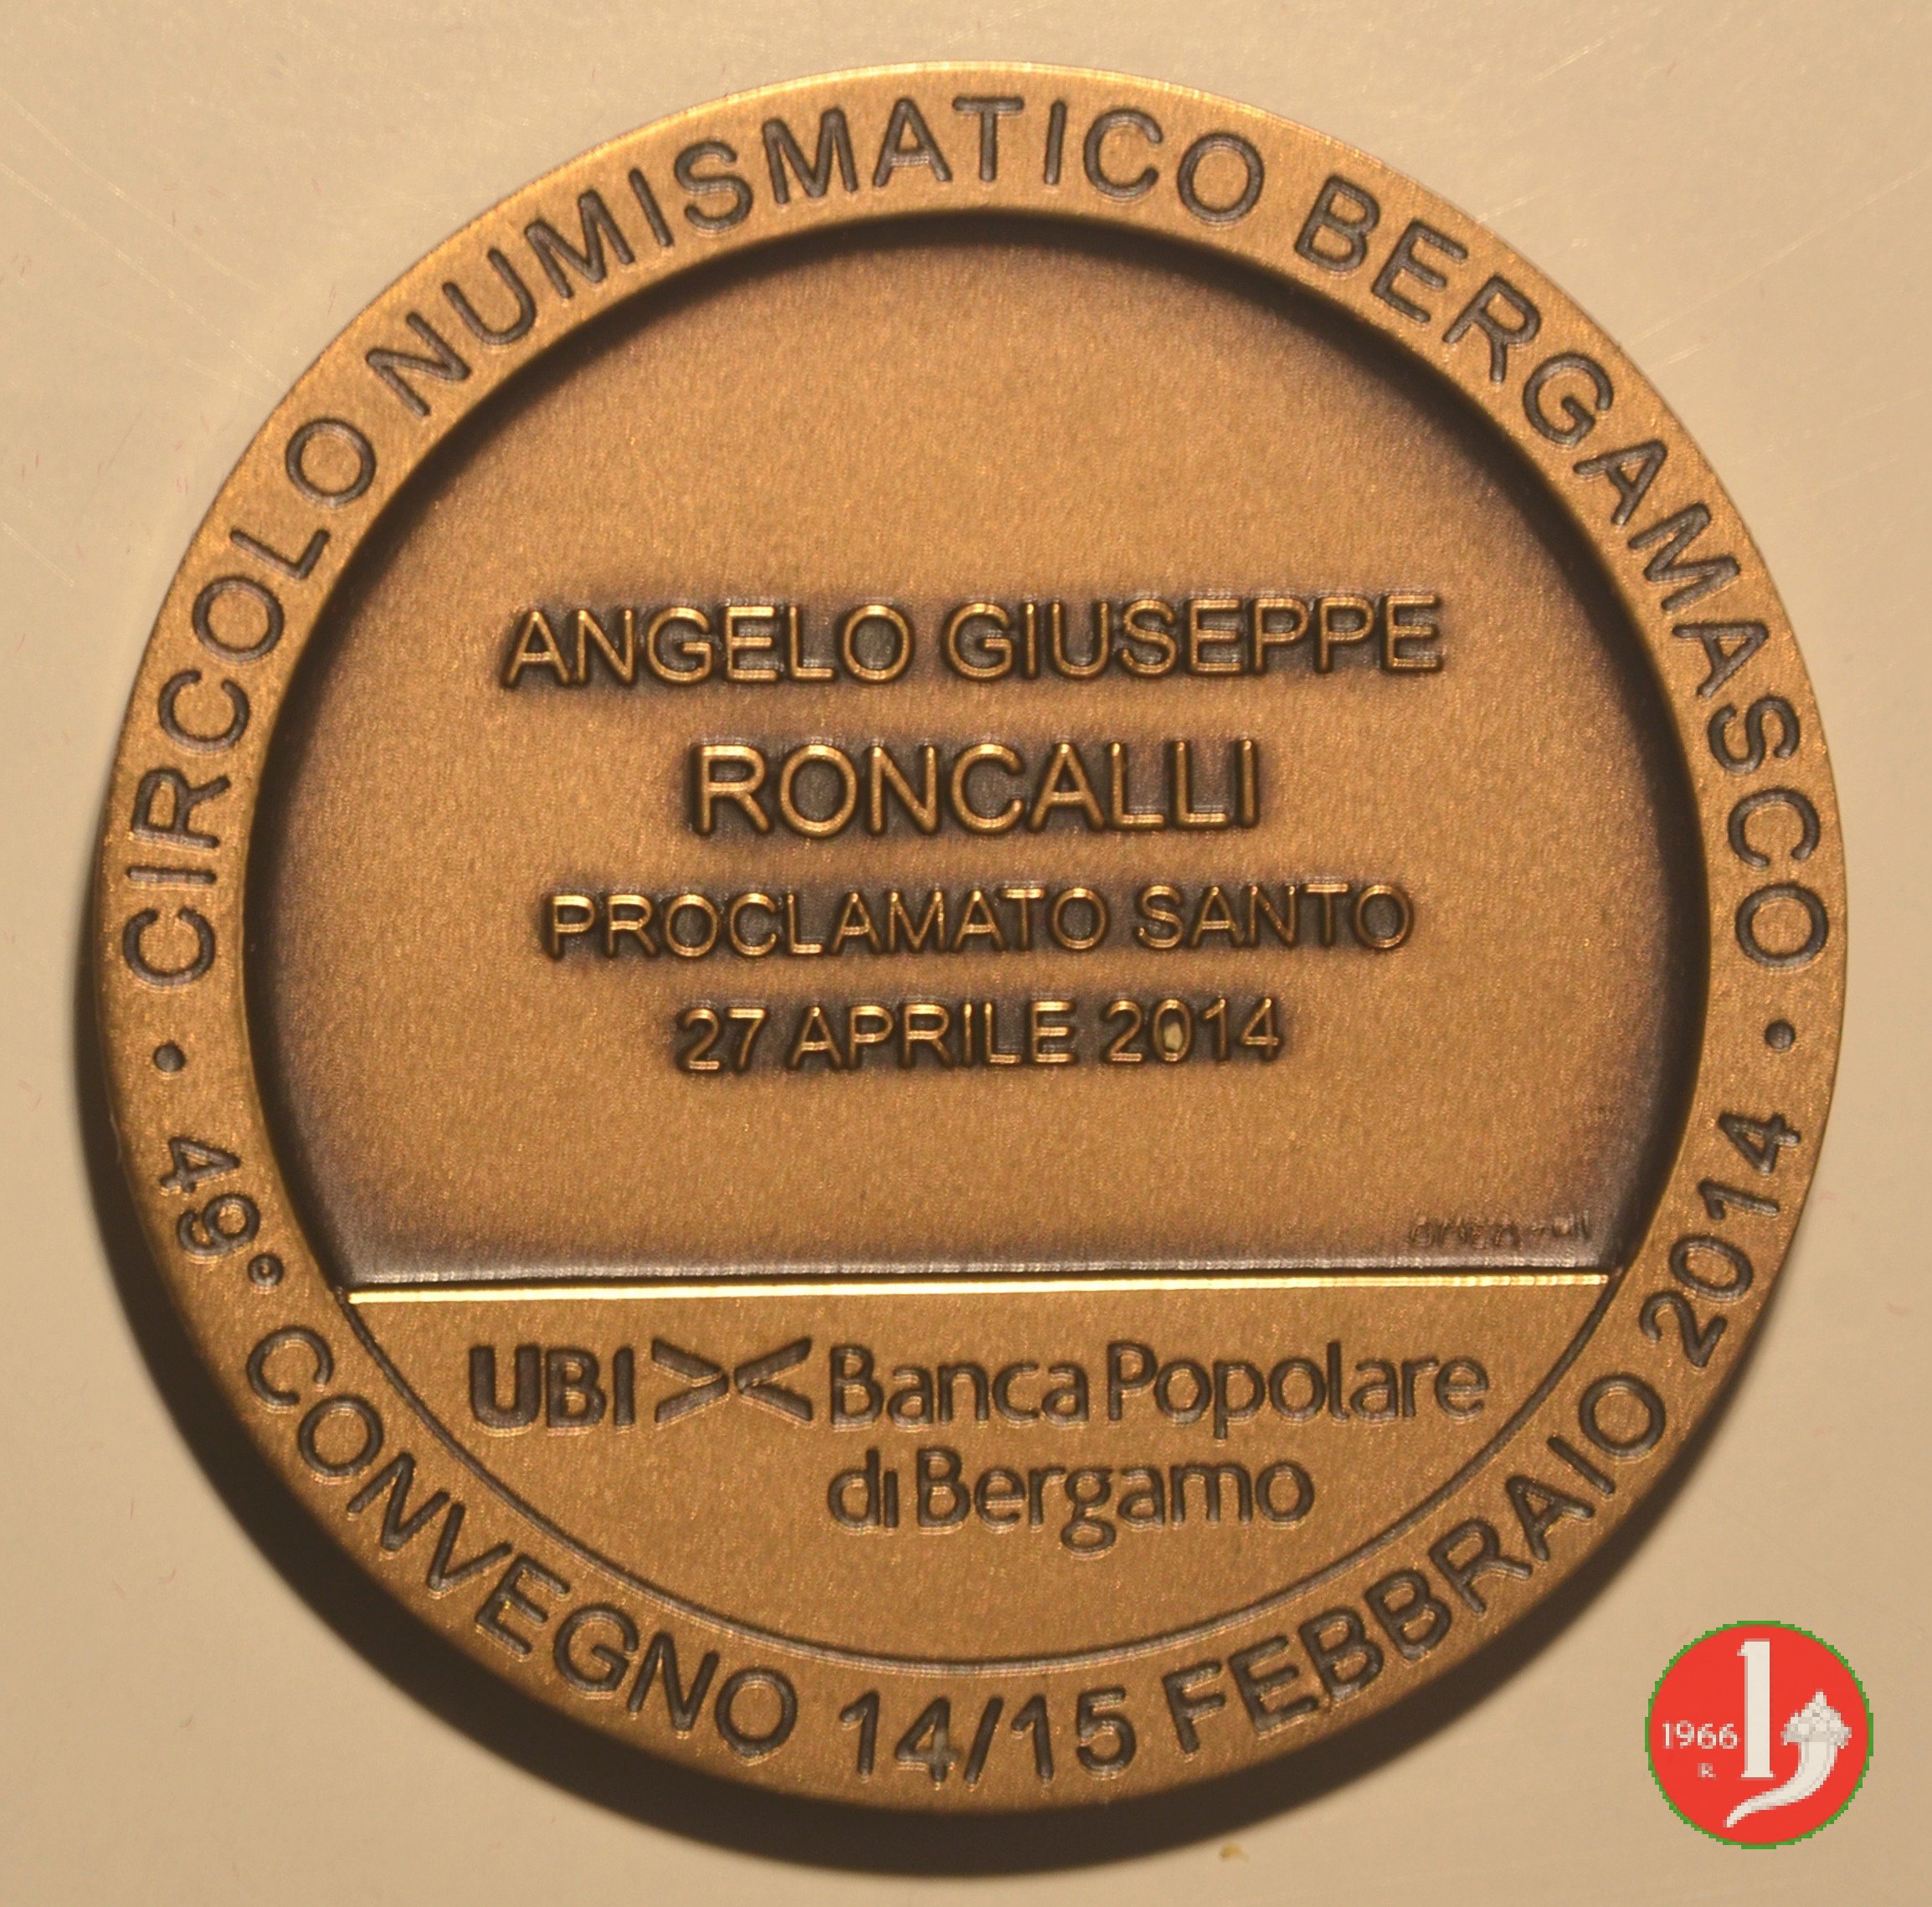 CIRCOLO NUMISMATICO BERGAMASCO
ANGELO GIUSEPPE
RONCALLI
PROCLAMATO SANTO
27 APRILE 2014
UBI Banca Popolare
di Bergamo
• 49° CONVEGNO 14/15 FEBBRAIO 2014 •
1966
R
1